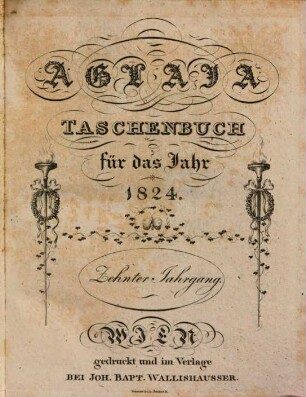 AGLAJA
TASCHENBUCH
für das Jahr
1824.
Zehnter Jahrgang.
WIEN
gedruckt und im Verlage
BEI JOH. BAPT. WALLISHAUSSER.